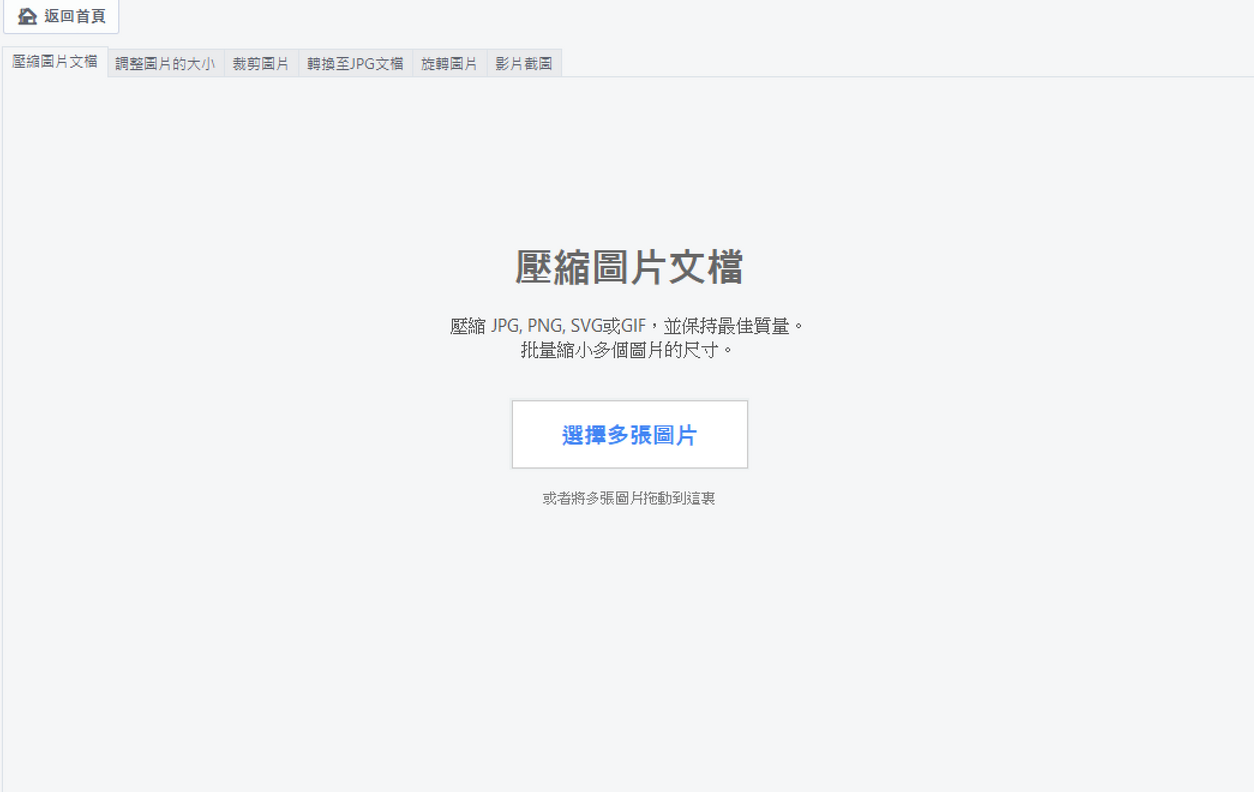 返回首頁
壓縮圖片文檔
調整圖片的大小
裁剪圖片
轉換至JPG文檔
旋轉圖片
影片截圖
壓縮圖片文檔
壓縮 JPG, PNG, SVG或GIF，並保持最佳質量。
批量縮小多個圖片的尺寸。
選擇多張圖片
或者將多張圖片拖動到這裏